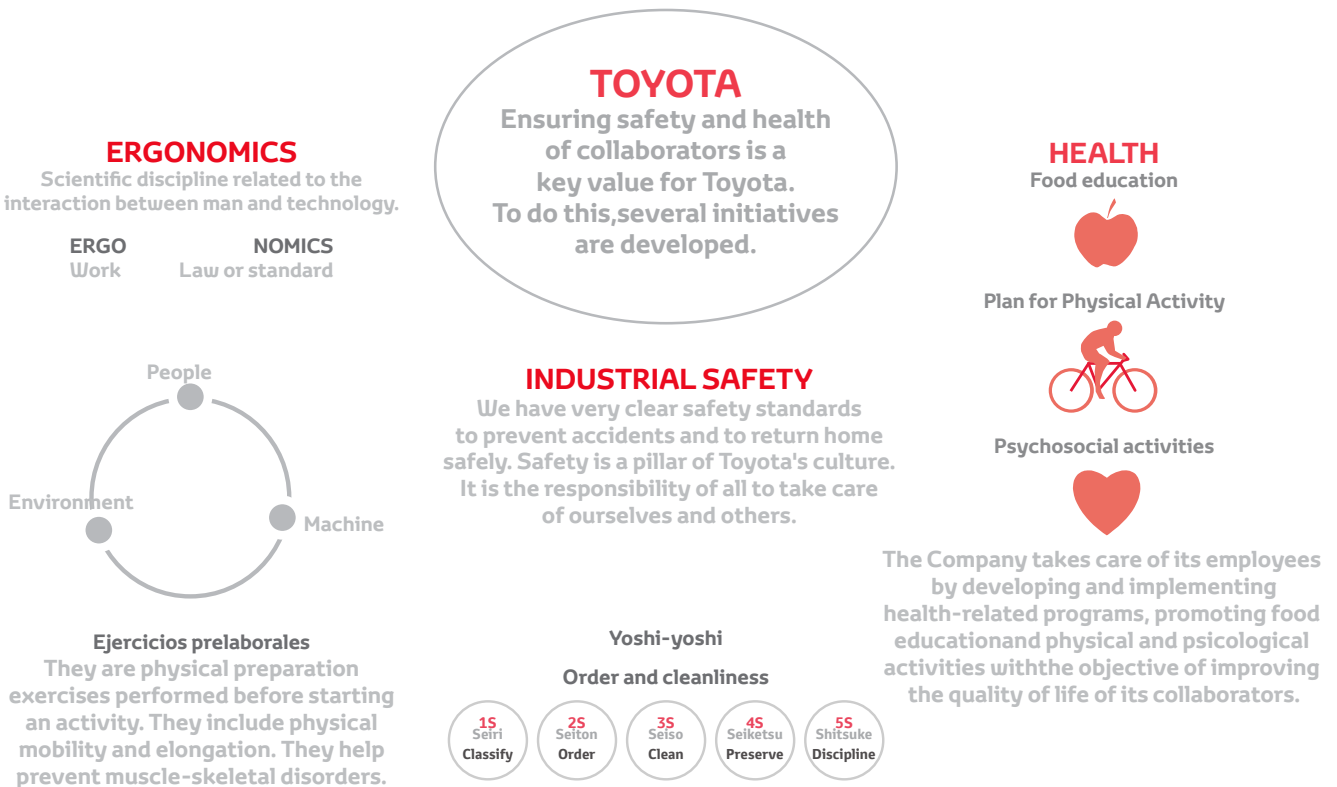 TOYOTA
Ensuring safety and health
of collaborators is a
key value for Toyota.
To do this,several initiatives
are developed.
ERGONOMICS
Scientific discipline related to the
interaction between man and technology.
ERGO NOMICS
Work Law or standard
People
Environment
Machine
Ejercicios prelaborales
They are physical preparation
exercises performed before starting
an activity. They include physical
mobility and elongation. They help
prevent muscle-skeletal disorders.
INDUSTRIAL SAFETY
We have very clear safety standards
to prevent accidents and to return home
safely. Safety is a pillar of Toyota's culture.
It is the responsibility of all to take care
of ourselves and others.
Yoshi-yoshi
Order and cleanliness
1S
Seiri
Classify
2S
Seiton
Order
3S
Seiso
Clean
4S
Seiketsu
Preserve
5S
Shitsuke
Discipline
HEALTH
Food education
Plan for Physical Activity
Psychosocial activities
The Company takes care of its employees
by developing and implementing
health-related programs, promoting food
educationand physical and psicological
activities withthe objective of improving
the quality of life of its collaborators.